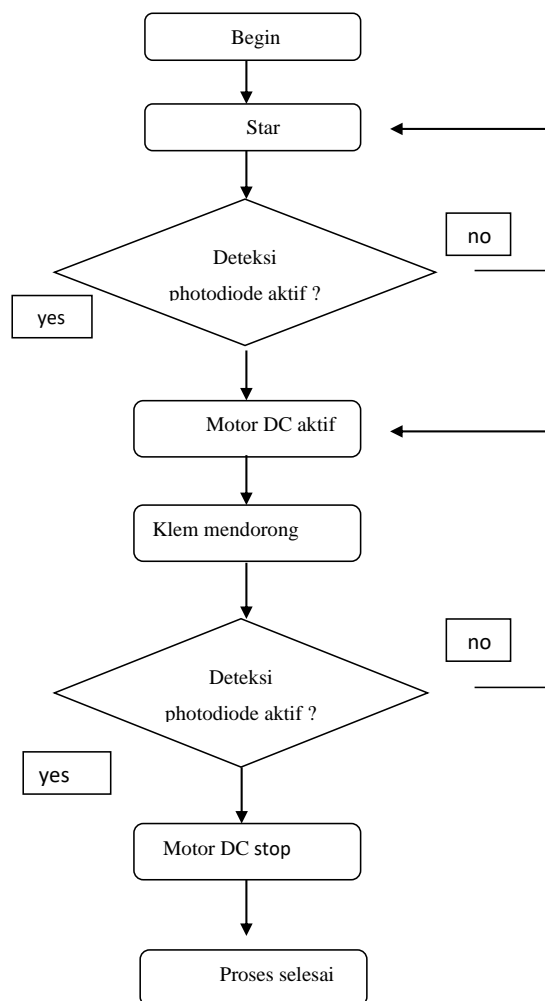 Begin
Star
Deteksi
photodiode aktif ?
no
yes
Motor DC aktif
Klem mendorong
Deteksi
photodiode aktif ?
no
yes
Motor DC stop
Proses selesai